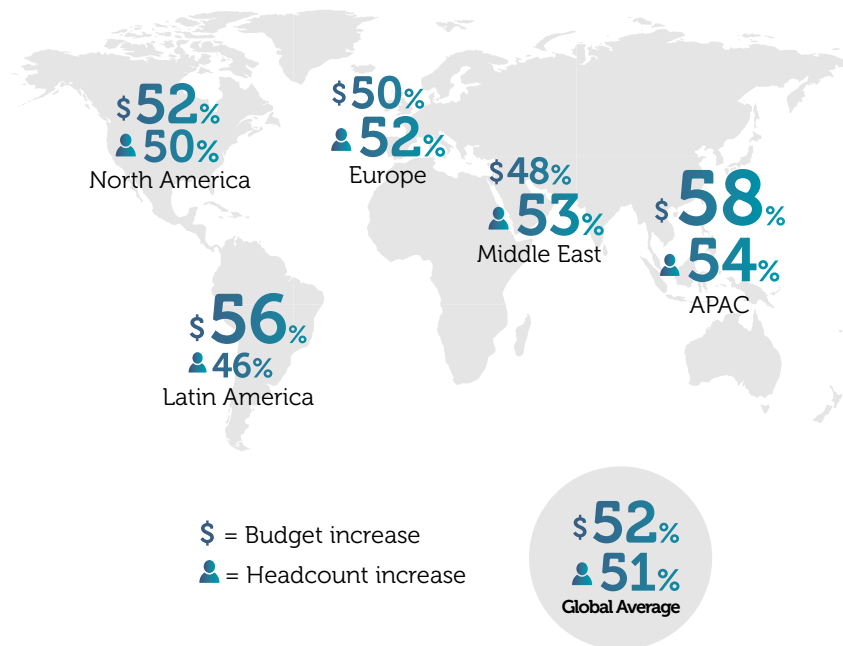 $52%
50%
North America
$50%
52%
Europe
$48%
53%
Middle East
$58%
54%
APAC
$56%
46%
Latin America
$ = Budget increase
= Headcount increase
$52%
51%
Global Average